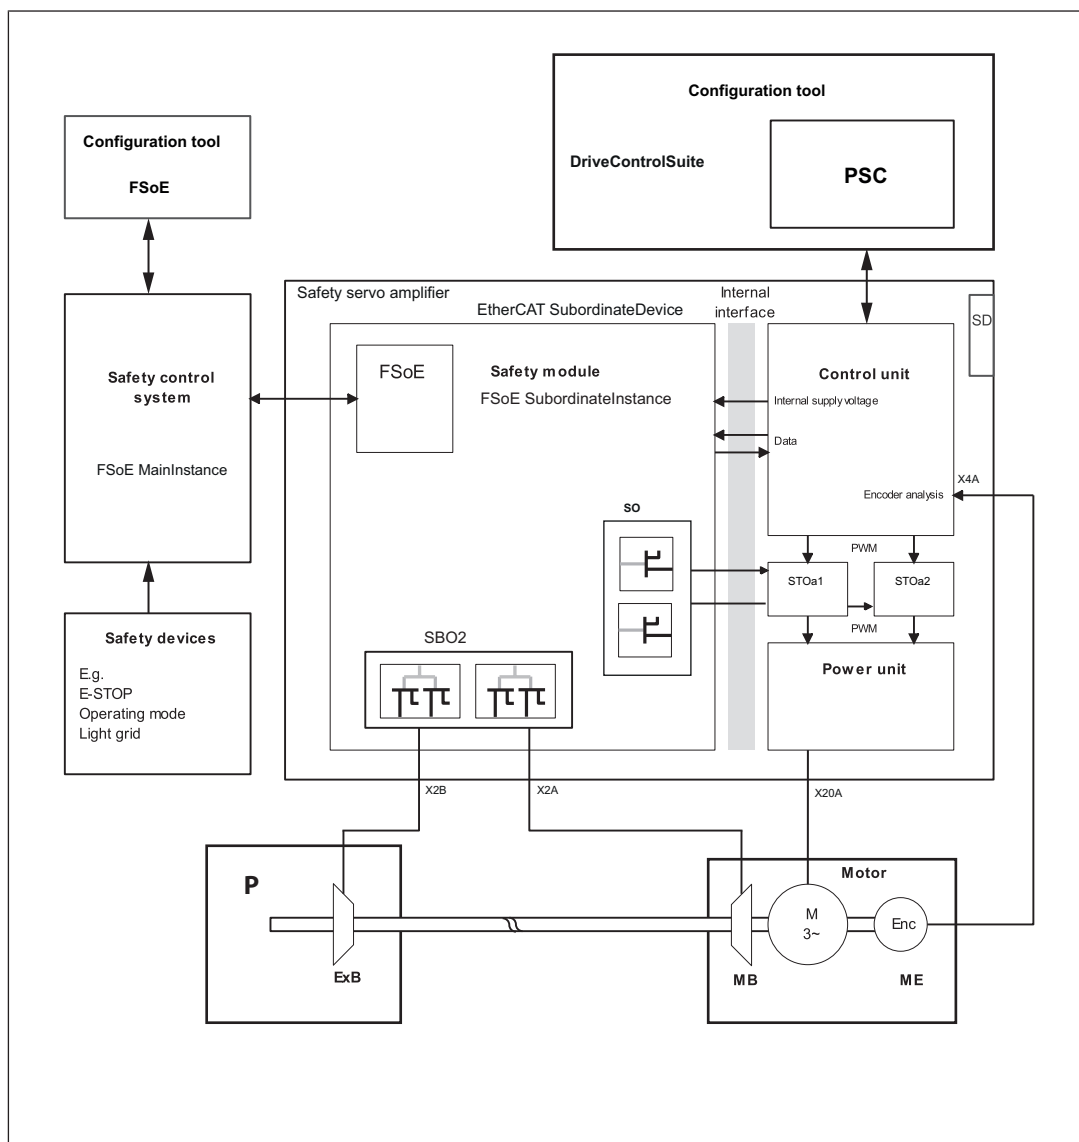 Configuration tool
DriveControlSuite
PSC
Configuration tool
FSoE
Safety servo amplifier
EtherCAT SubordinateDevice
Internal
interface
SD
FSoE
Safety module
FSoE SubordinateInstance
Control unit
Internal supply voltage
Data
Encoder analysis
X4A
Safety control
system
FSoE MainInstance
SO
PWM
STOa1
STOa2
PWM
Power unit
Safety devices
E.g.
E-STOP
Operating mode
Light grid
SBO2
X2B
X2A
X20A
P
ExB
Motor
M
3~
Enc
MB
ME